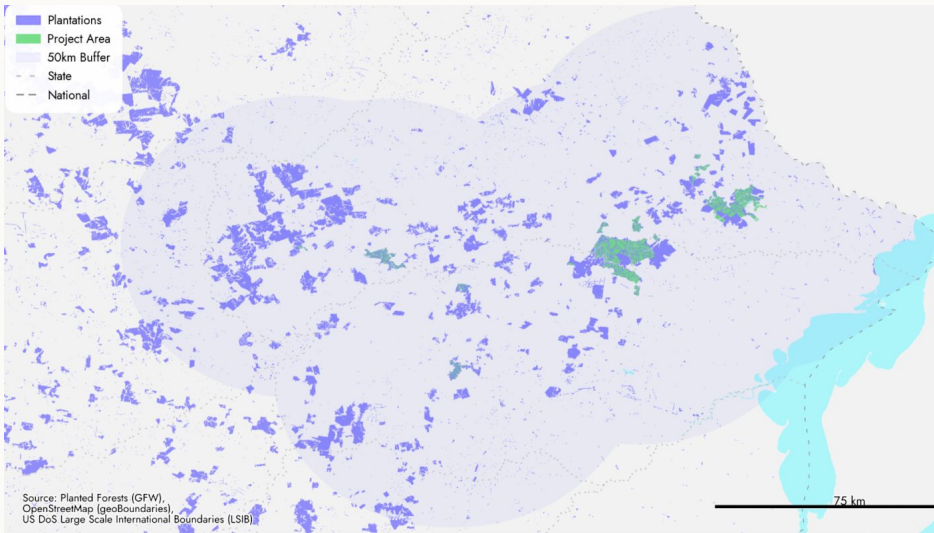 Plantations
Project Area
50km Buffer
State
National
75 km
Source: Planted Forests (GFW),
OpenStreetMap (geoBoundaries),
US DoS Large Scale International Boundaries (LSIB)